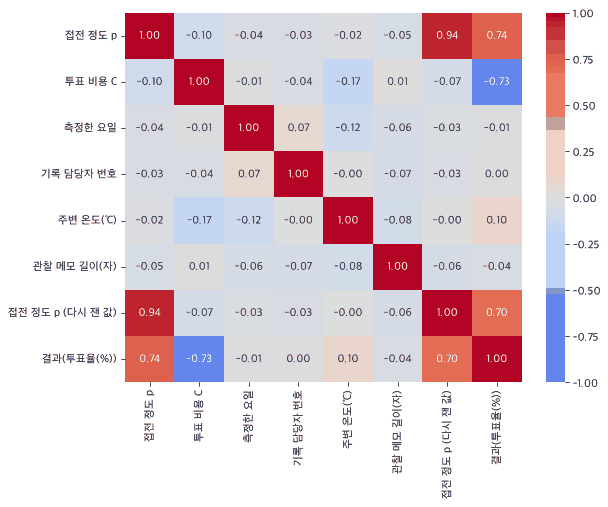 접전 정도 p 1.00 -0.10 -0.04 -0.03 -0.02 -0.05 0.94 0.74
투표 비용 C -0.10 1.00 -0.01 -0.04 -0.17 0.01 -0.07 -0.73
측정한 요일 -0.04 -0.01 1.00 0.07 -0.12 -0.06 -0.03 -0.01
기록 담당자 번호 -0.03 -0.04 0.07 1.00 -0.00 -0.07 -0.03 0.00
주변 온도(℃) -0.02 -0.17 -0.12 -0.00 1.00 -0.08 -0.00 0.10
관찰 메모 길이(자) -0.05 0.01 -0.06 -0.07 -0.08 1.00 -0.06 -0.04
접전 정도 p (다시 잰 값) 0.94 -0.07 -0.03 -0.03 -0.00 -0.06 1.00 0.70
결과(투표율(%)) 0.74 -0.73 -0.01 0.00 0.10 -0.04 0.70 1.00
접전 정도 p
투표 비용 C
측정한 요일
기록 담당자 번호
주변 온도(℃)
관찰 메모 길이(자)
접전 정도 p (다시 잰 값)
결과(투표율(%))
1.00
0.75
0.50
0.25
0.00
-0.25
-0.50
-0.75
-1.00